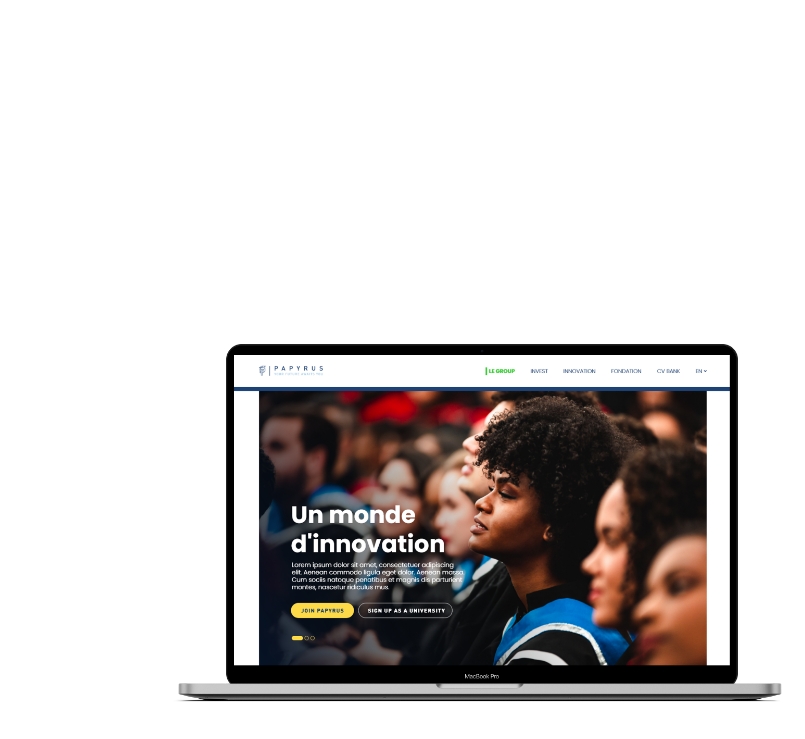 PAPYRUS
LE GROUP INVEST INNOVATION FONDATION CV BANK EN
Un monde
d'innovation
Lorem ipsum dolor sit amet, consectetuer adipiscing
elit. Aenean commodo ligula eget dolor. Aenean massa.
Cum sociis natoque penatibus et magnis dis parturient
montes, nascetur ridiculus mus.
JOIN PAPYRUS SIGN UP AS A UNIVERSITY
MacBook Pro